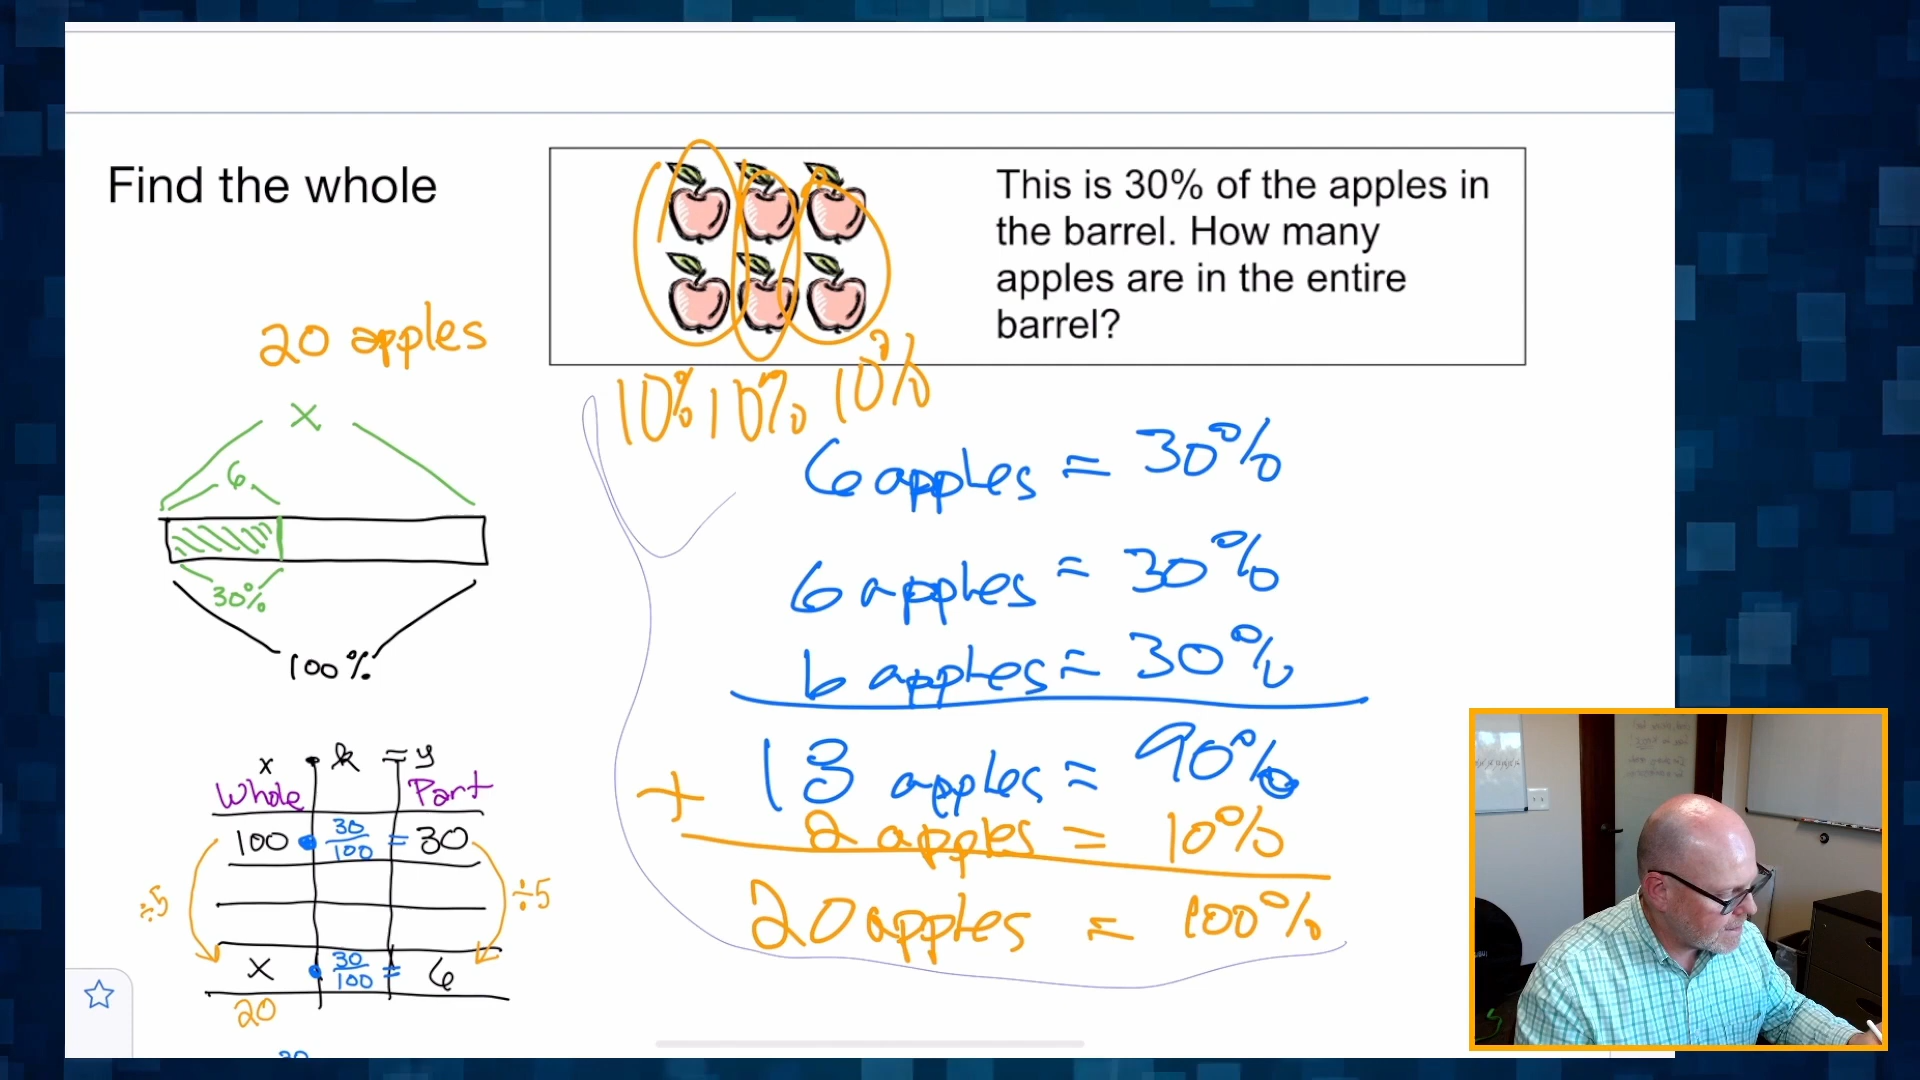 Find the whole
This is 30% of the apples in
the barrel. How many
apples are in the entire
barrel?
10% 10% 10%
20 apples
x
6
30%
100%
6 apples = 30%
6 apples = 30%
6 apples = 30%
18 apples = 90%
+ 2 apples = 10%
20 apples = 100%
x • k = y
Whole Part
100 • 30/100 = 30
÷5 ÷5
x • 30/100 = 6
20
30